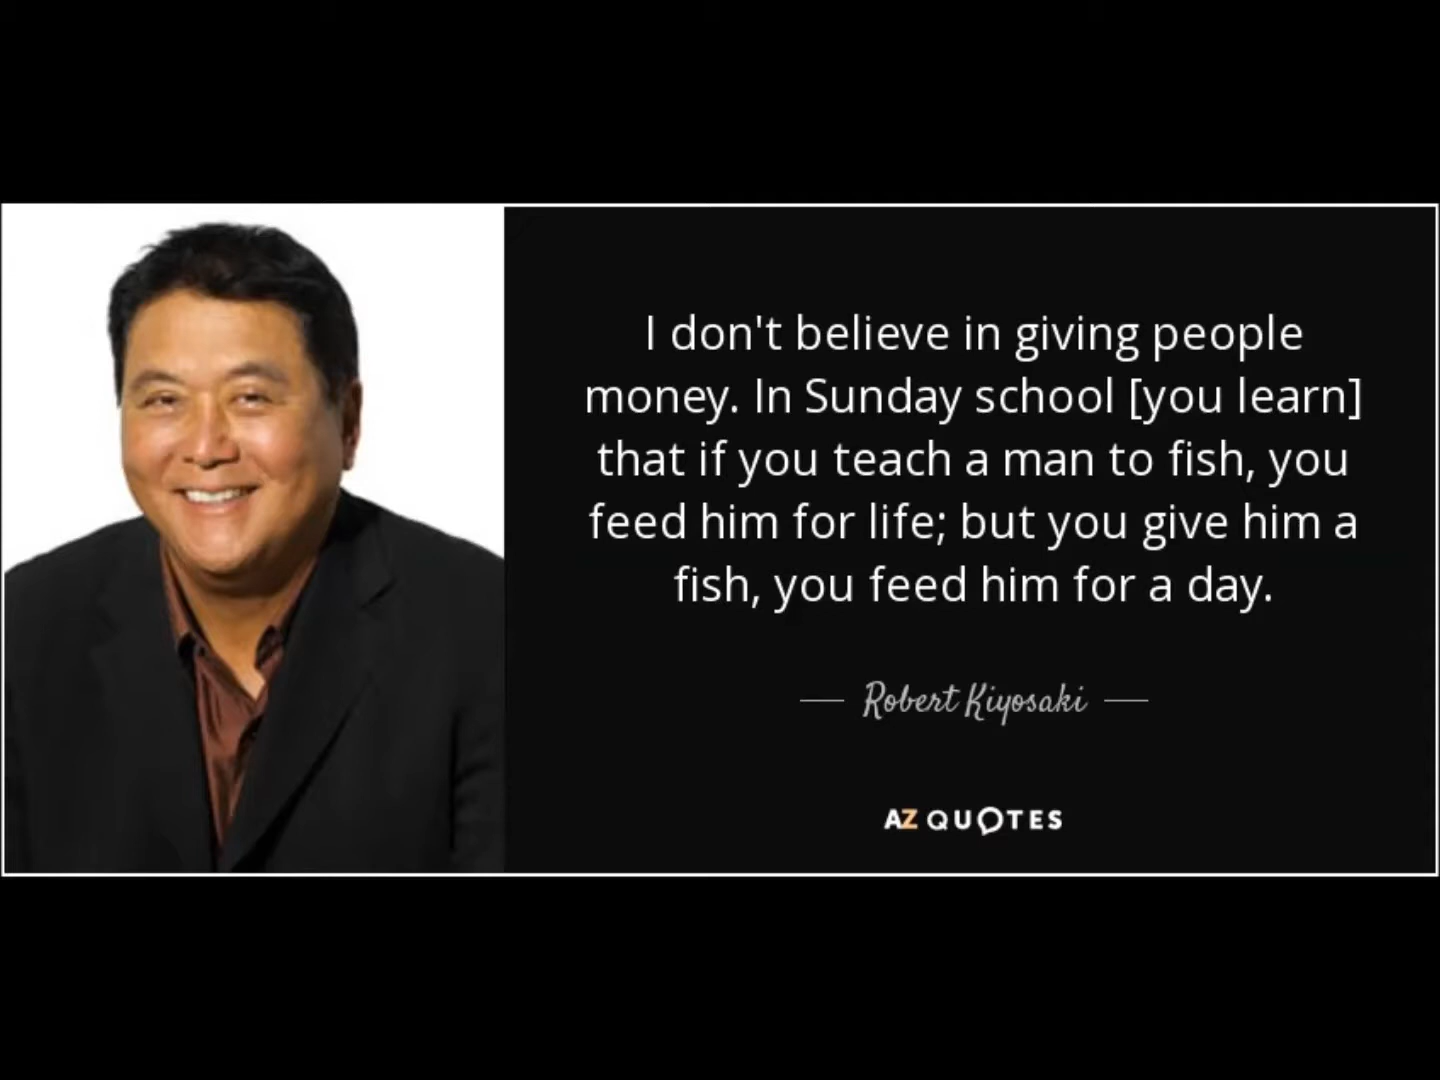 I don't believe in giving people
money. In Sunday school [you learn]
that if you teach a man to fish, you
feed him for life; but you give him a
fish, you feed him for a day.
Robert Kiyosaki
AZ QUOTES